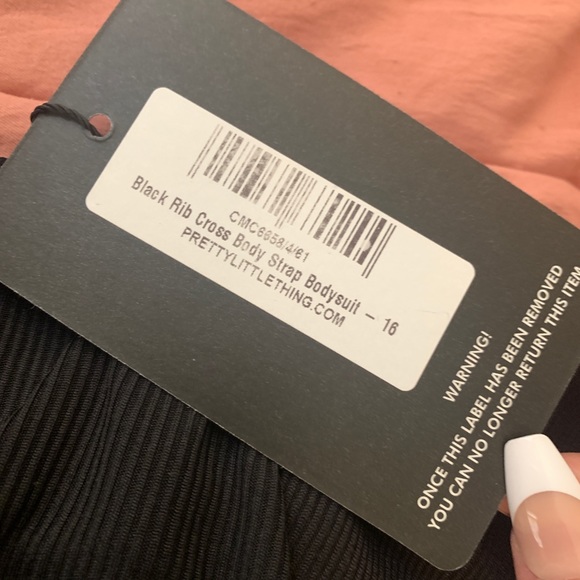 CMC6658/4/61
Black Rib Cross Body Strap Bodysuit – 16
PRETTYLITTLETHING.COM
WARNING!
ONCE THIS LABEL HAS BEEN REMOVED
YOU CAN NO LONGER RETURN THIS ITEM